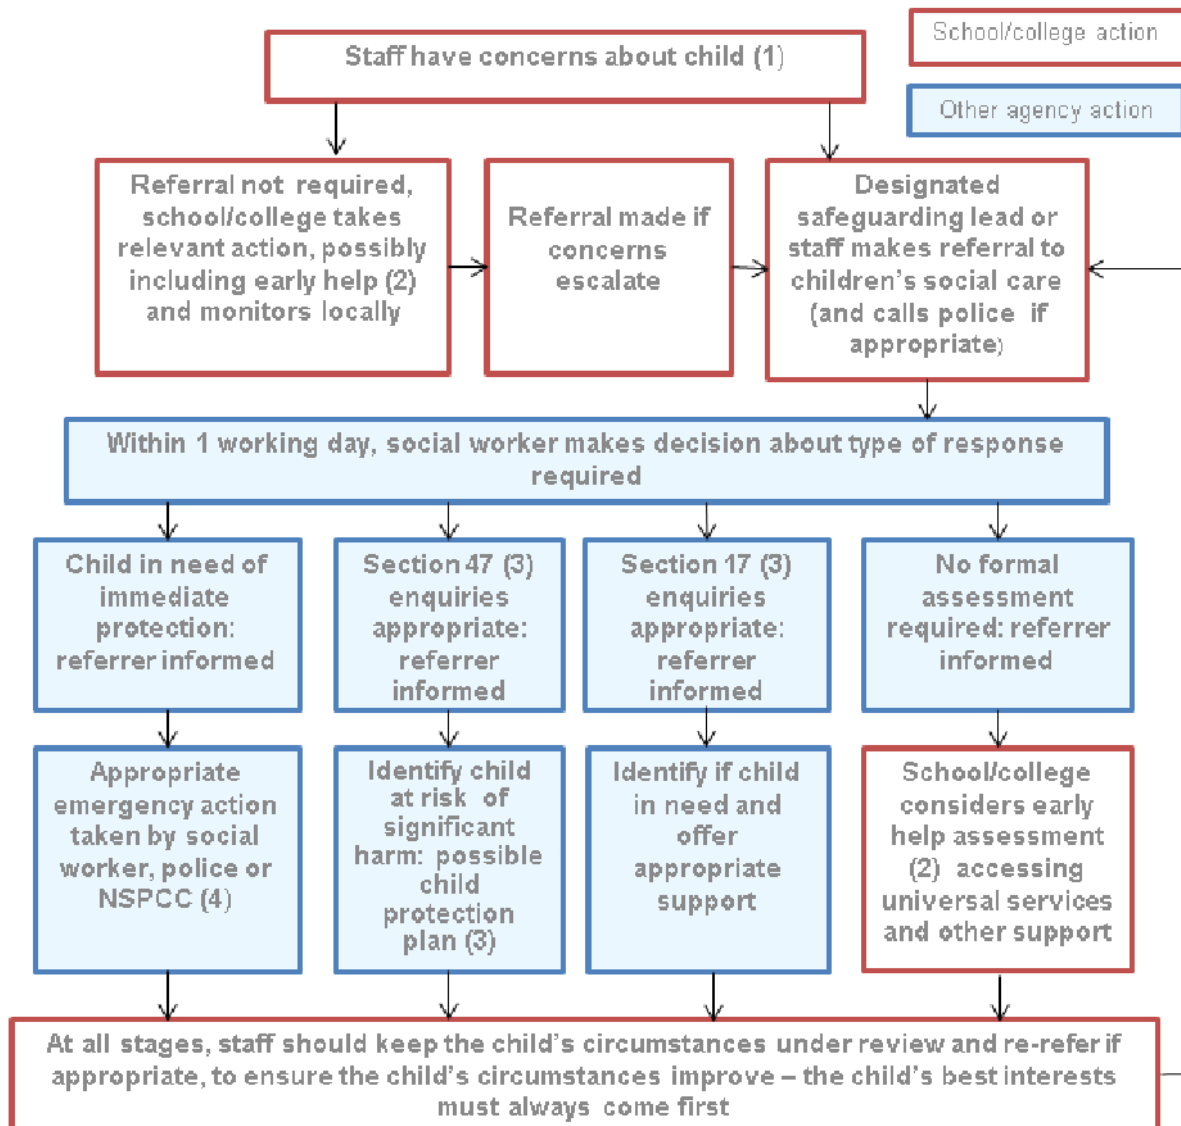 School/college action
Staff have concerns about child (1)
Other agency action
Referral not required,
school/college takes
relevant action, possibly
including early help (2)
and monitors locally
Referral made if
concerns
escalate
Designated
safeguarding lead or
staff makes referral to
children's social care
(and calls police if
appropriate)
Within 1 working day, social worker makes decision about type of response
required
Child in need of
immediate
protection:
referrer informed
Section 47 (3)
enquiries
appropriate:
referrer
informed
Section 17 (3)
enquiries
appropriate:
referrer
informed
No formal
assessment
required: referrer
informed
Appropriate
emergency action
taken by social
worker, police or
NSPCC (4)
Identify child
at risk of
significant
harm: possible
child
protection
plan (3)
Identify if child
in need and
offer
appropriate
support
School/college
considers early
help assessment
(2) accessing
universal services
and other support
At all stages, staff should keep the child's circumstances under review and re-refer if
appropriate, to ensure the child's circumstances improve – the child's best interests
must always come first